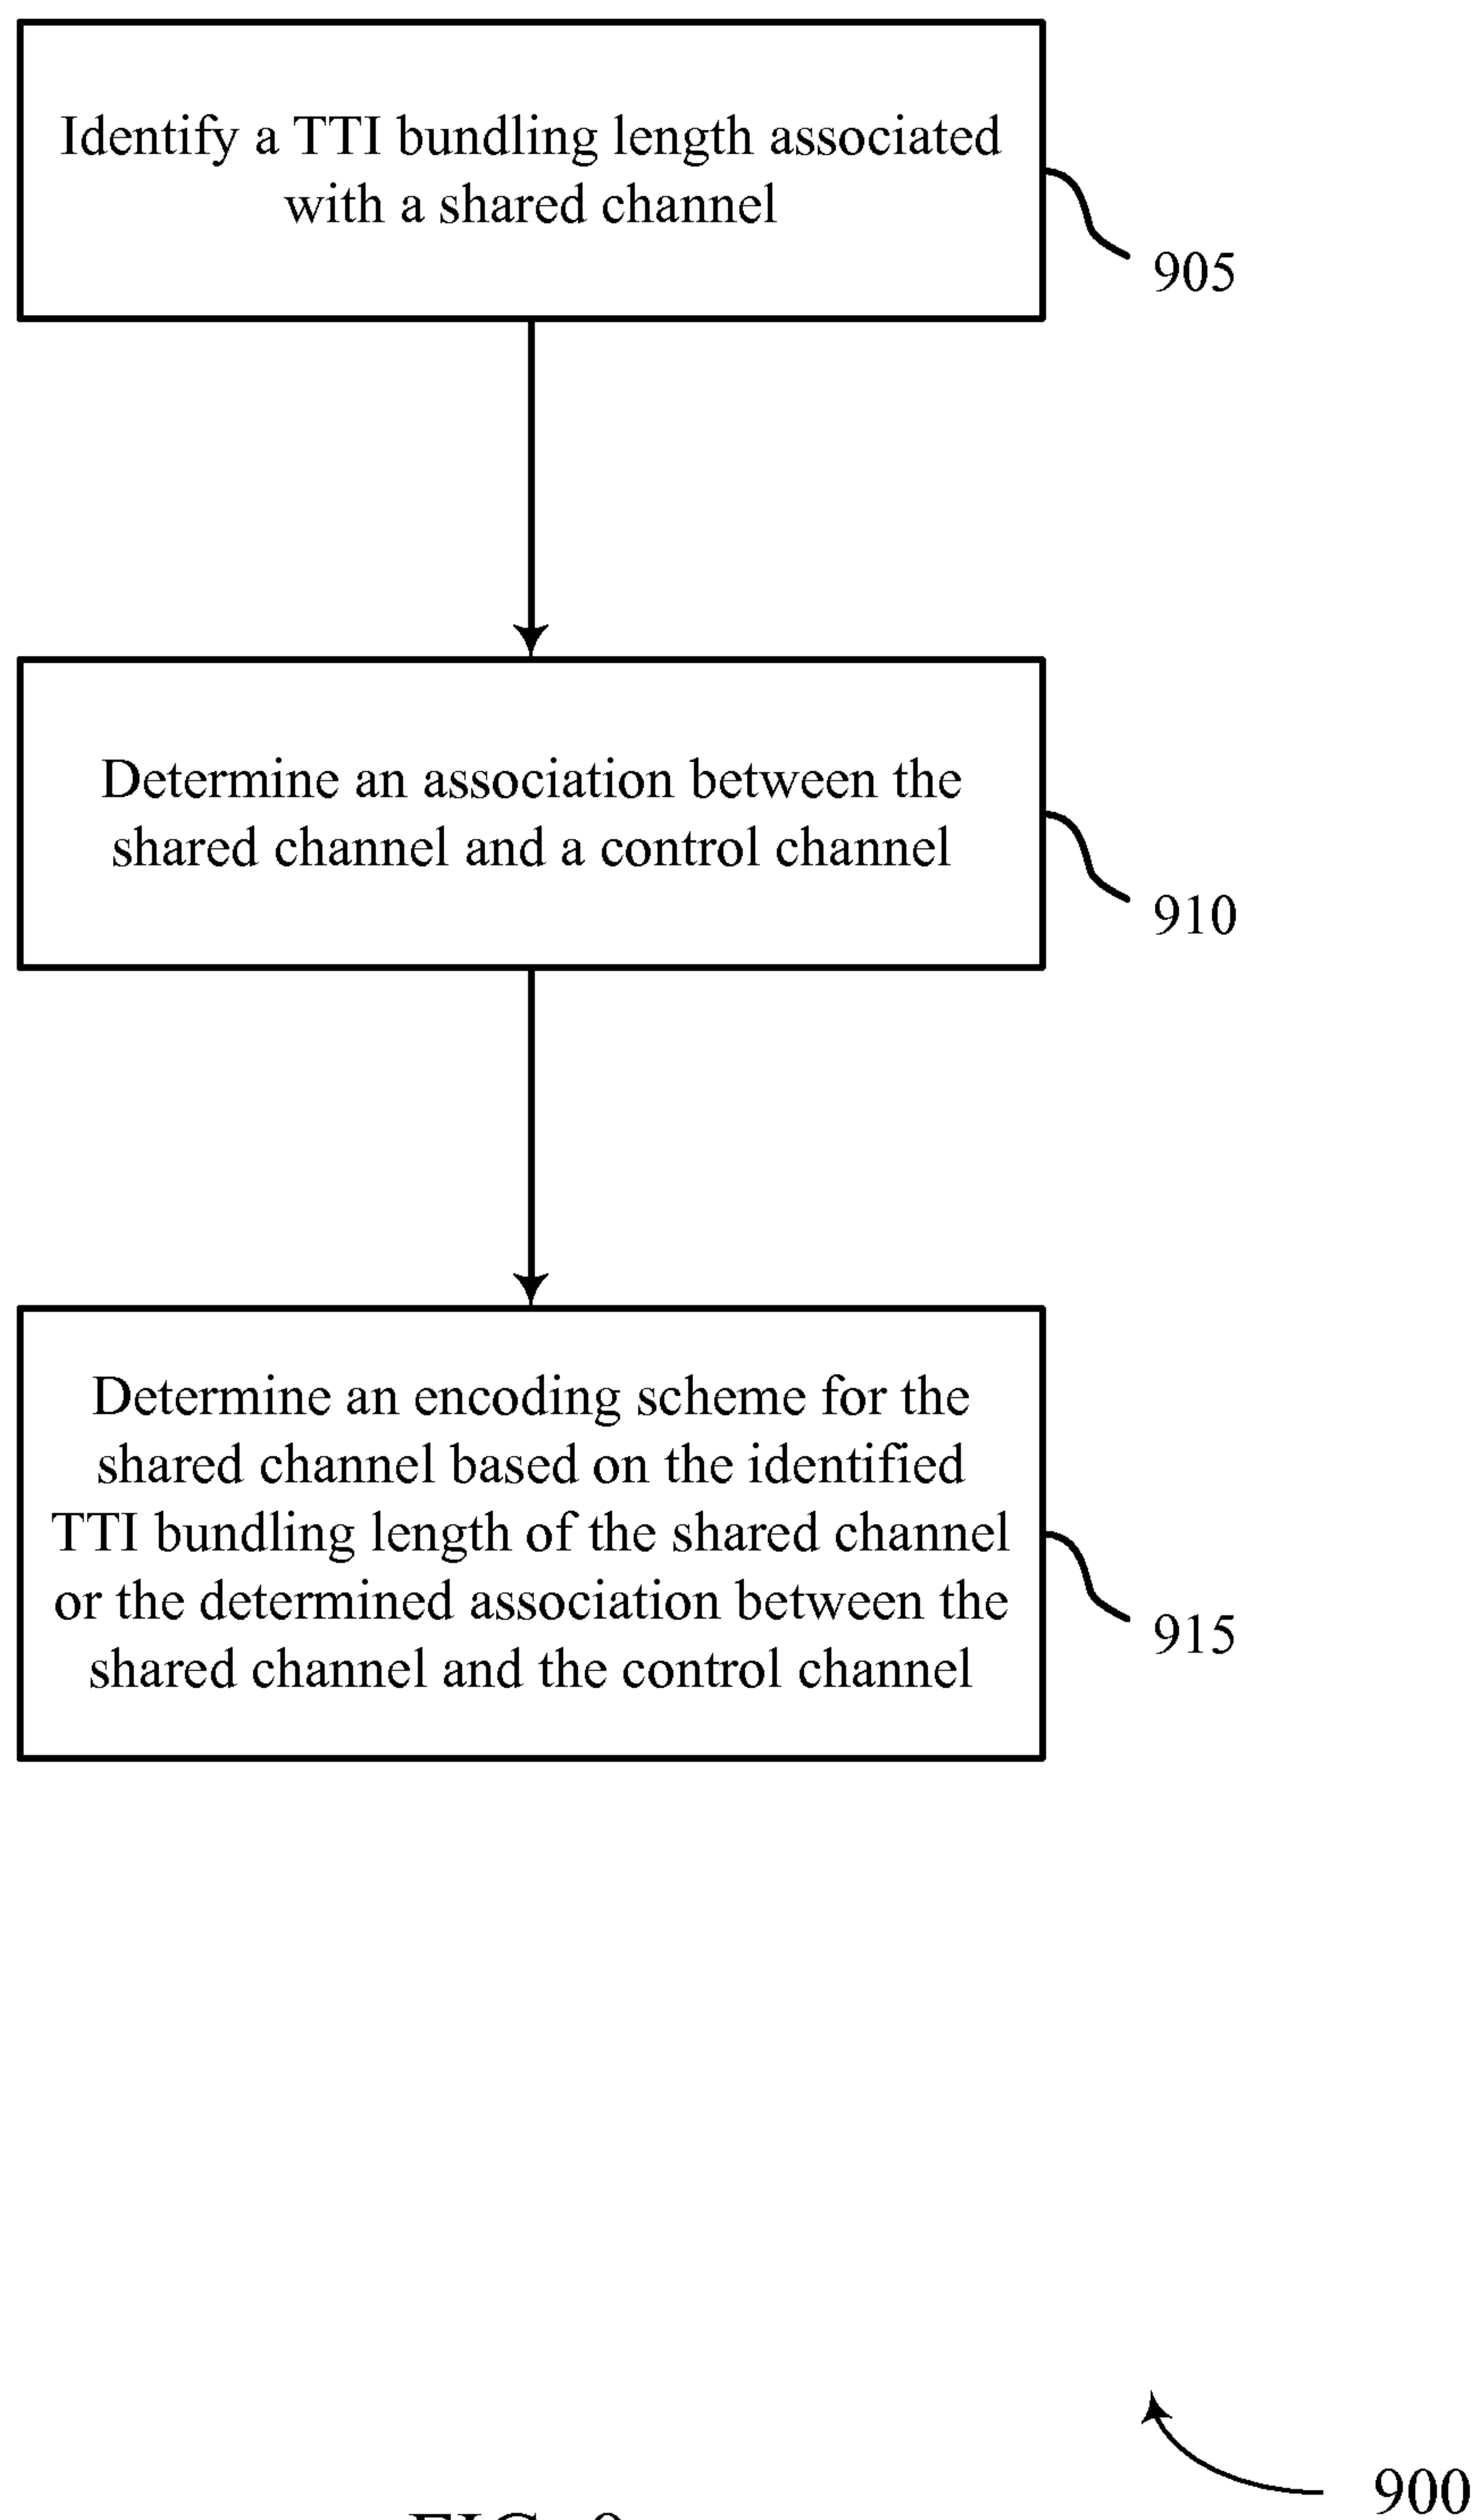 Identify a TTI bundling length associated
with a shared channel
905
Determine an association between the
shared channel and a control channel
910
Determine an encoding scheme for the
shared channel based on the identified
TTI bundling length of the shared channel
or the determined association between the
shared channel and the control channel
915
900